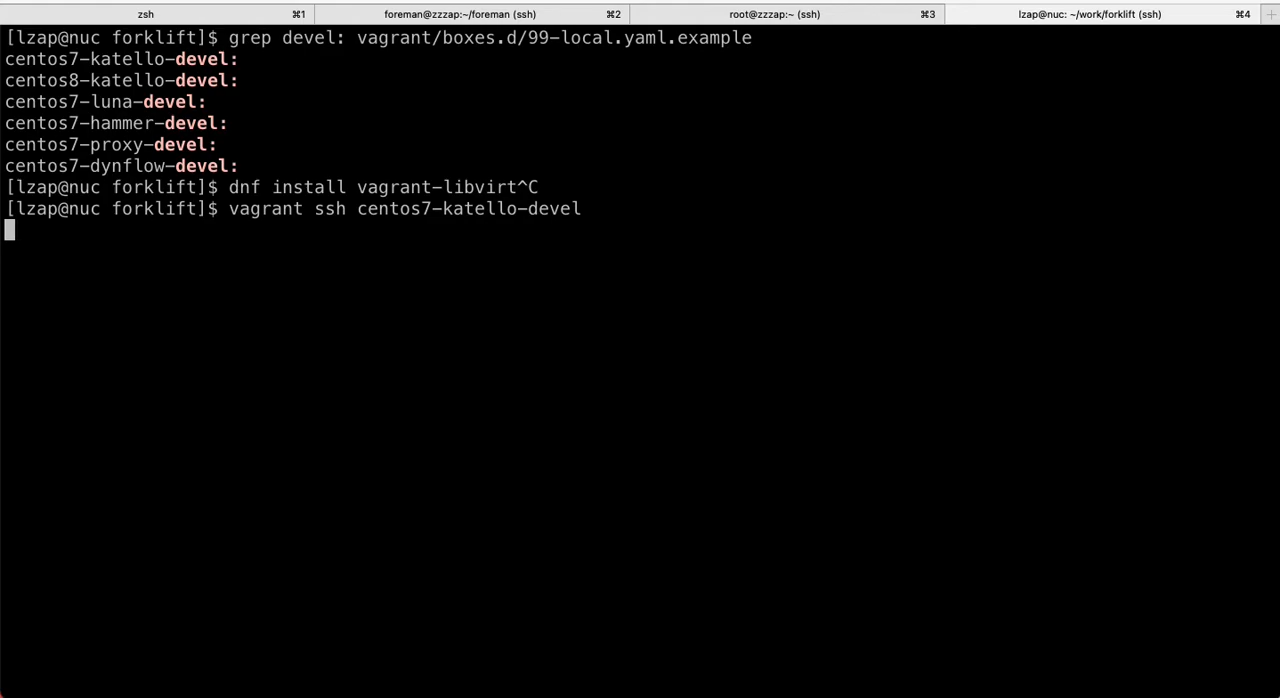 zsh ⌘1 foreman@zzzap:~/foreman (ssh) ⌘2 root@zzzap:~ (ssh) ⌘3 lzap@nuc: ~/work/forklift (ssh) ⌘4 +
[lzap@nuc forklift]$ grep devel: vagrant/boxes.d/99-local.yaml.example
centos7-katello-devel:
centos8-katello-devel:
centos7-luna-devel:
centos7-hammer-devel:
centos7-proxy-devel:
centos7-dynflow-devel:
[lzap@nuc forklift]$ dnf install vagrant-libvirt^C
[lzap@nuc forklift]$ vagrant ssh centos7-katello-devel